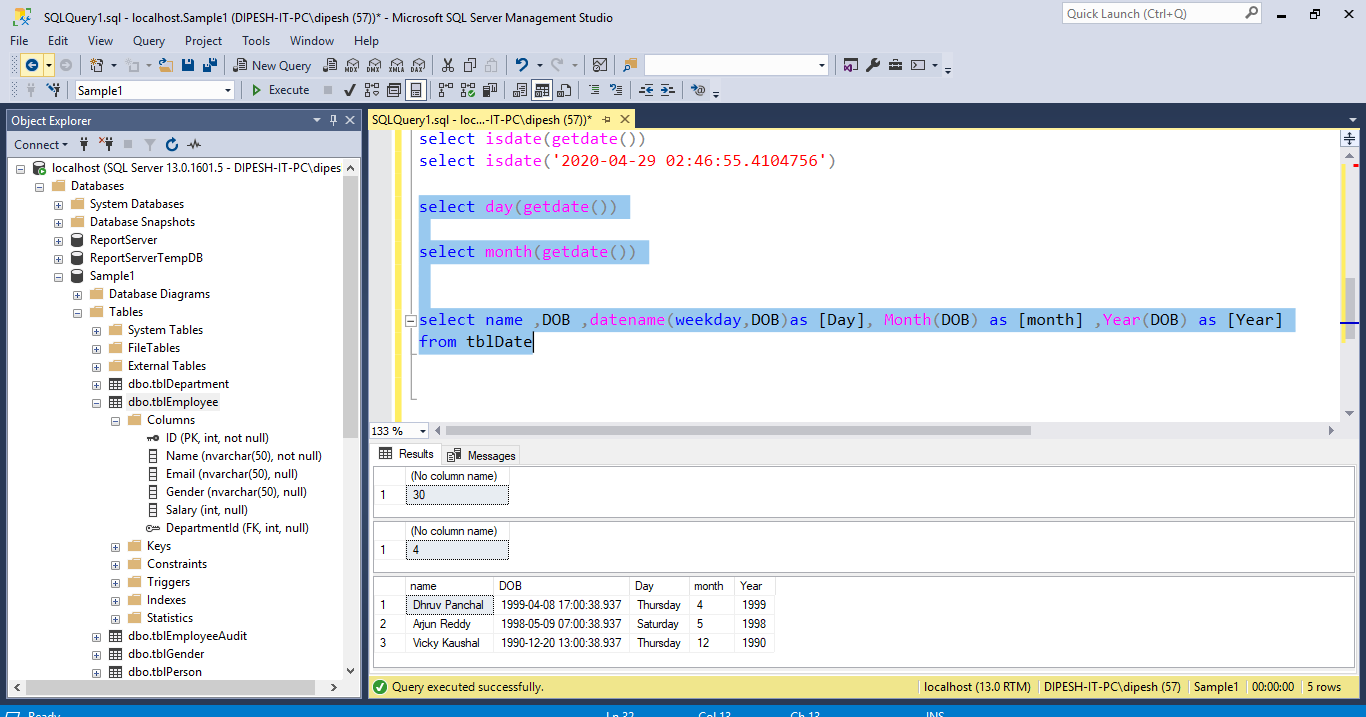 SQLQuery1.sql - localhost.Sample1 (DIPESH-IT-PC\dipesh (57))* - Microsoft SQL Server Management Studio
Quick Launch (Ctrl+Q)
File Edit View Query Project Tools Window Help
New Query MDX DMX XMLA DAX
Sample1 Execute
Object Explorer
Connect
localhost (SQL Server 13.0.1601.5 - DIPESH-IT-PC\dipes
Databases
System Databases
Database Snapshots
ReportServer
ReportServerTempDB
Sample1
Database Diagrams
Tables
System Tables
FileTables
External Tables
dbo.tblDepartment
dbo.tblEmployee
Columns
ID (PK, int, not null)
Name (nvarchar(50), not null)
Email (nvarchar(50), null)
Gender (nvarchar(50), null)
Salary (int, null)
DepartmentId (FK, int, null)
Keys
Constraints
Triggers
Indexes
Statistics
dbo.tblEmployeeAudit
dbo.tblGender
dbo.tblPerson
SQLQuery1.sql - loc...-IT-PC\dipesh (57))*
select isdate(getdate())
select isdate('2020-04-29 02:46:55.4104756')
select day(getdate())
select month(getdate())
select name ,DOB ,datename(weekday,DOB)as [Day], Month(DOB) as [month] ,Year(DOB) as [Year]
from tblDate
133 %
Results Messages
(No column name)
1 30
(No column name)
1 4
name DOB Day month Year
1 Dhruv Panchal 1999-04-08 17:00:38.937 Thursday 4 1999
2 Arjun Reddy 1998-05-09 07:00:38.937 Saturday 5 1998
3 Vicky Kaushal 1990-12-20 13:00:38.937 Thursday 12 1990
Query executed successfully. localhost (13.0 RTM) DIPESH-IT-PC\dipesh (57) Sample1 00:00:00 5 rows
Ready Ln 32 Col 13 Ch 13 INS